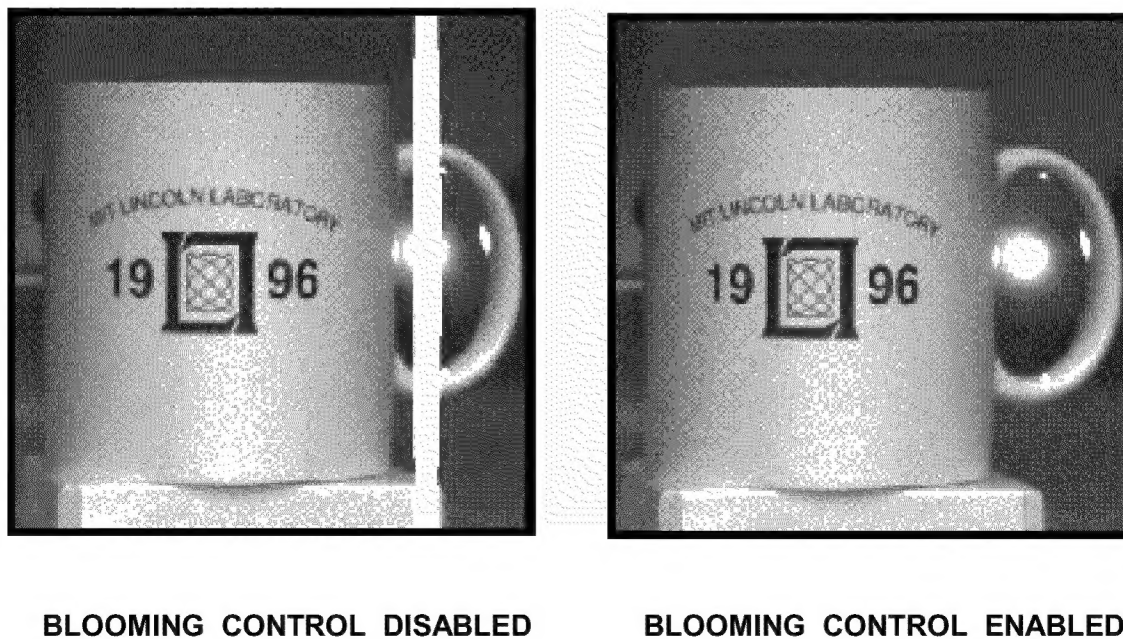 MIT LINCOLN LABORATORY
19 96
MIT LINCOLN LABORATORY
19 96
BLOOMING CONTROL DISABLED
BLOOMING CONTROL ENABLED